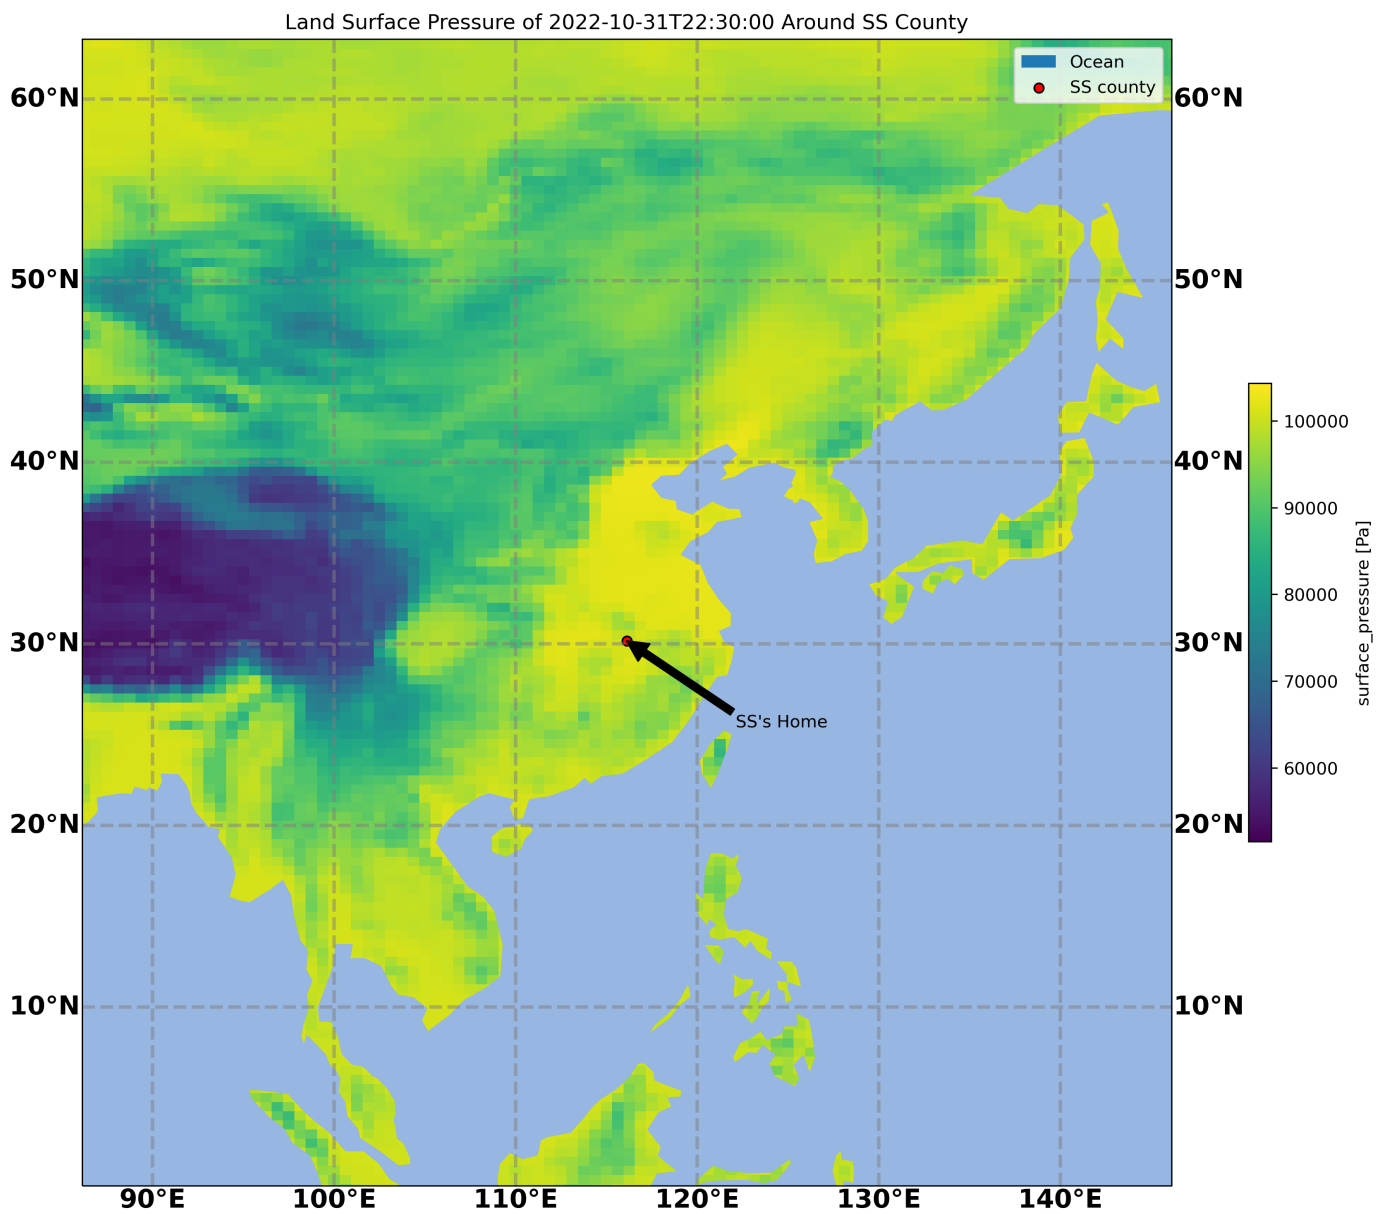 Land Surface Pressure of 2022-10-31T22:30:00 Around SS County
Ocean
SS county
60°N 60°N
50°N 50°N
40°N 40°N
30°N 30°N
20°N 20°N
10°N 10°N
SS's Home
90°E 100°E 110°E 120°E 130°E 140°E
100000
90000
80000
70000
60000
surface_pressure [Pa]